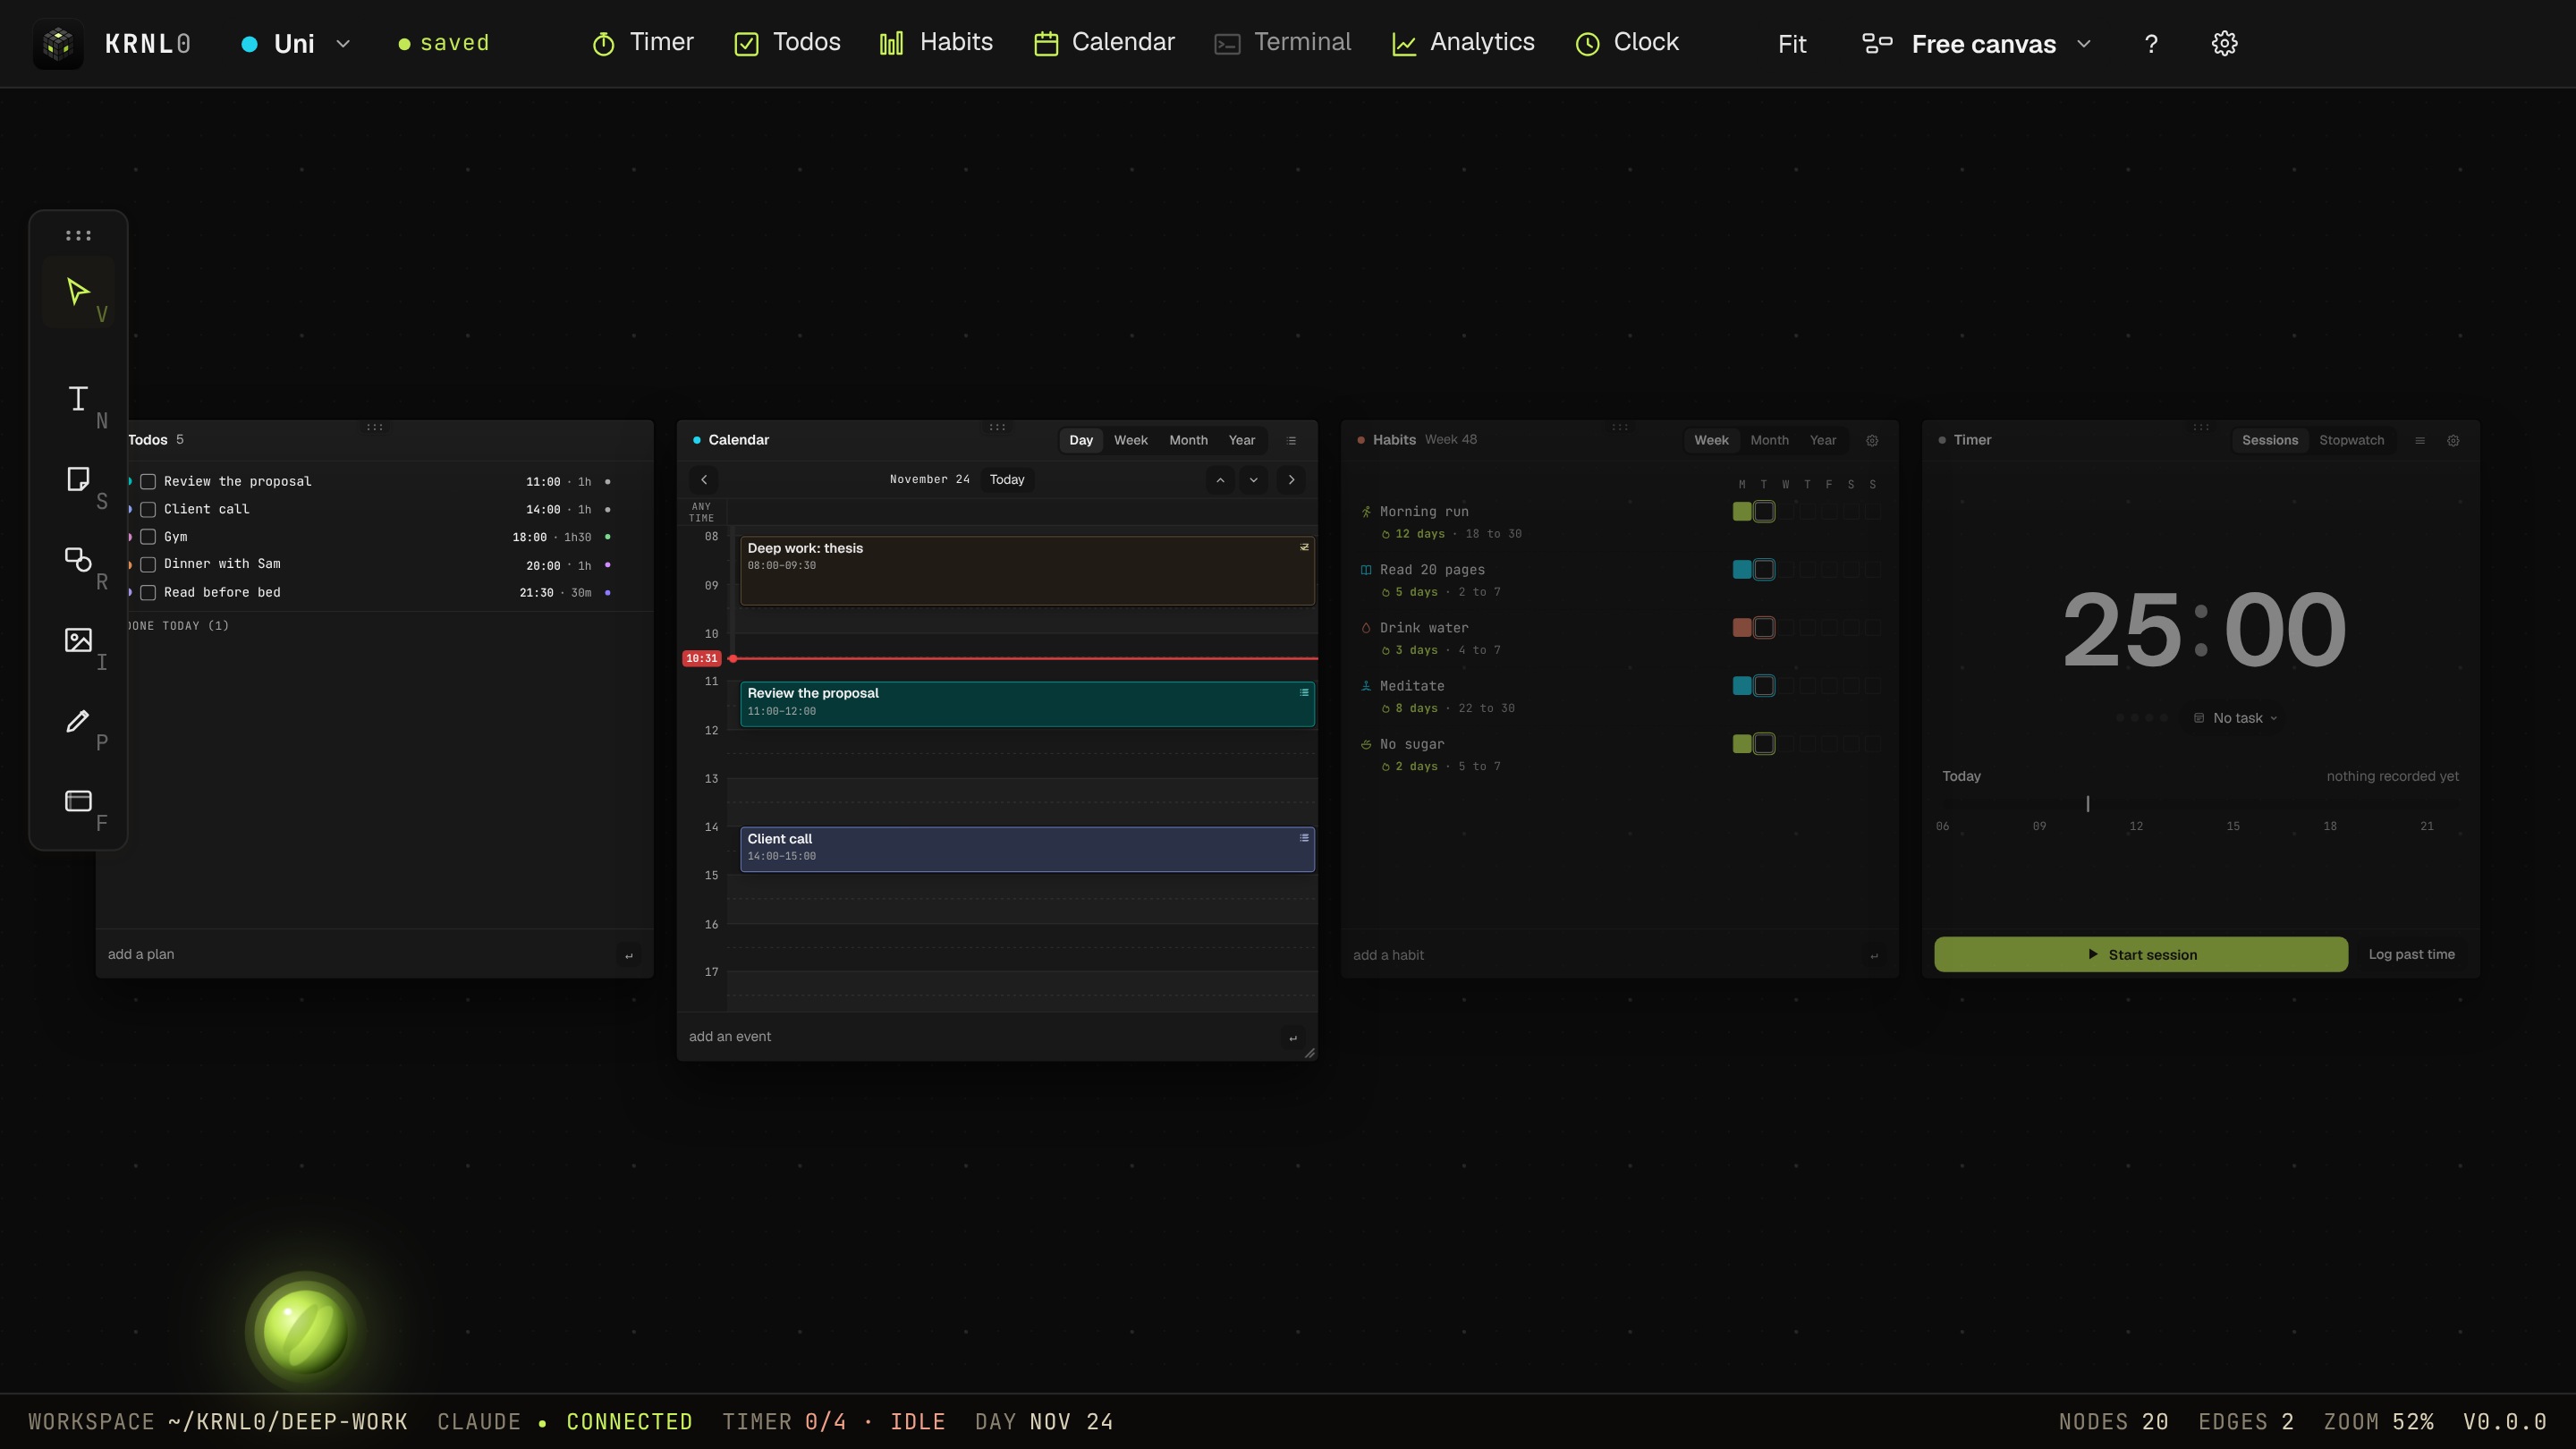 KRNL0 Uni saved Timer Todos Habits Calendar Terminal Analytics Clock Fit Free canvas ?
V
N
S
R
I
P
F
Todos 5
Review the proposal 11:00 · 1h
Client call 14:00 · 1h
Gym 18:00 · 1h30
Dinner with Sam 20:00 · 1h
Read before bed 21:30 · 30m
DONE TODAY (1)
add a plan
Calendar Day Week Month Year
November 24 Today
ANY TIME
08
Deep work: thesis
08:00–09:30
09
10
10:31
11
Review the proposal
11:00–12:00
12
13
14
Client call
14:00–15:00
15
16
17
add an event
Habits Week 48 Week Month Year
M T W T F S S
Morning run
12 days · 18 to 30
Read 20 pages
5 days · 2 to 7
Drink water
3 days · 4 to 7
Meditate
8 days · 22 to 30
No sugar
2 days · 5 to 7
add a habit
Timer Sessions Stopwatch
25:00
No task
Today nothing recorded yet
06 09 12 15 18 21
Start session Log past time
WORKSPACE ~/KRNL0/DEEP-WORK CLAUDE • CONNECTED TIMER 0/4 · IDLE DAY NOV 24 NODES 20 EDGES 2 ZOOM 52% V0.0.0